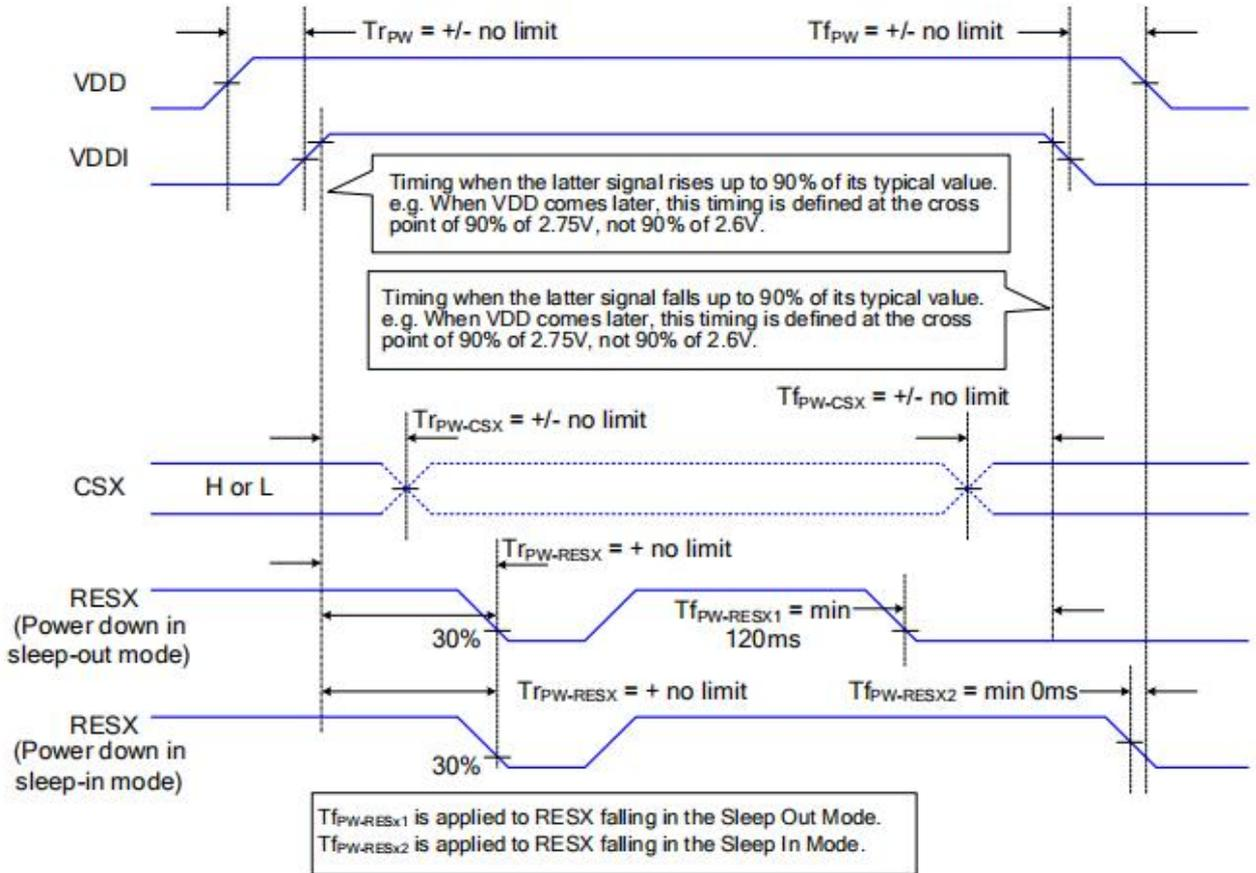 TrPW = +/- no limit
TfPW = +/- no limit
VDD
VDDI
Timing when the latter signal rises up to 90% of its typical value.
e.g. When VDD comes later, this timing is defined at the cross
point of 90% of 2.75V, not 90% of 2.6V.
Timing when the latter signal falls up to 90% of its typical value.
e.g. When VDD comes later, this timing is defined at the cross
point of 90% of 2.75V, not 90% of 2.6V.
TfPW-CSX = +/- no limit
TrPW-CSX = +/- no limit
CSX
H or L
TrPW-RESX = + no limit
RESX
(Power down in
sleep-out mode)
30%
TfPW-RESX1 = min
120ms
TrPW-RESX = + no limit
TfPW-RESX2 = min 0ms
RESX
(Power down in
sleep-in mode)
30%
TfPW-RESx1 is applied to RESX falling in the Sleep Out Mode.
TfPW-RESx2 is applied to RESX falling in the Sleep In Mode.